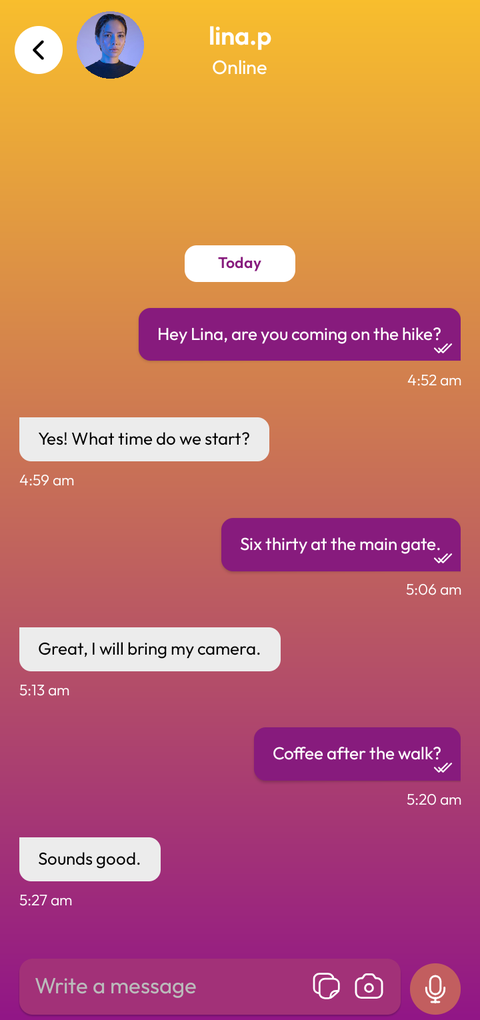 lina.p
Online
Today
Hey Lina, are you coming on the hike?
4:52 am
Yes! What time do we start?
4:59 am
Six thirty at the main gate.
5:06 am
Great, I will bring my camera.
5:13 am
Coffee after the walk?
5:20 am
Sounds good.
5:27 am
Write a message